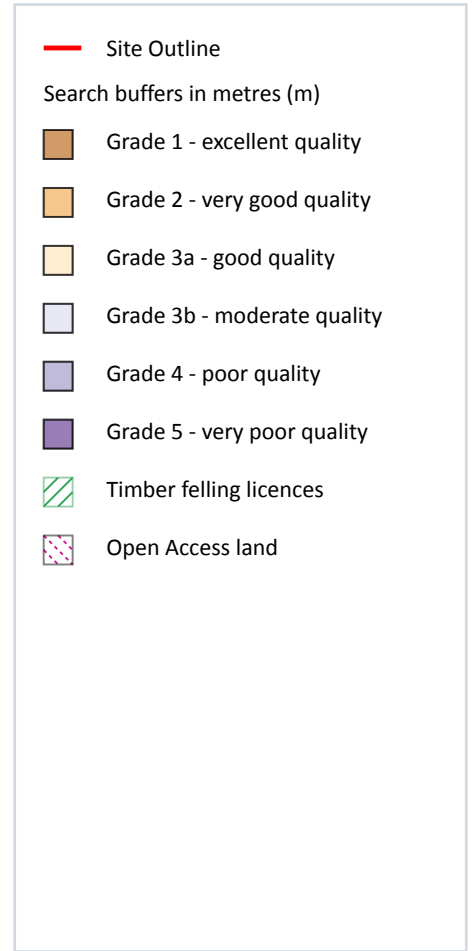 Site Outline
Search buffers in metres (m)
Grade 1 - excellent quality
Grade 2 - very good quality
Grade 3a - good quality
Grade 3b - moderate quality
Grade 4 - poor quality
Grade 5 - very poor quality
Timber felling licences
Open Access land